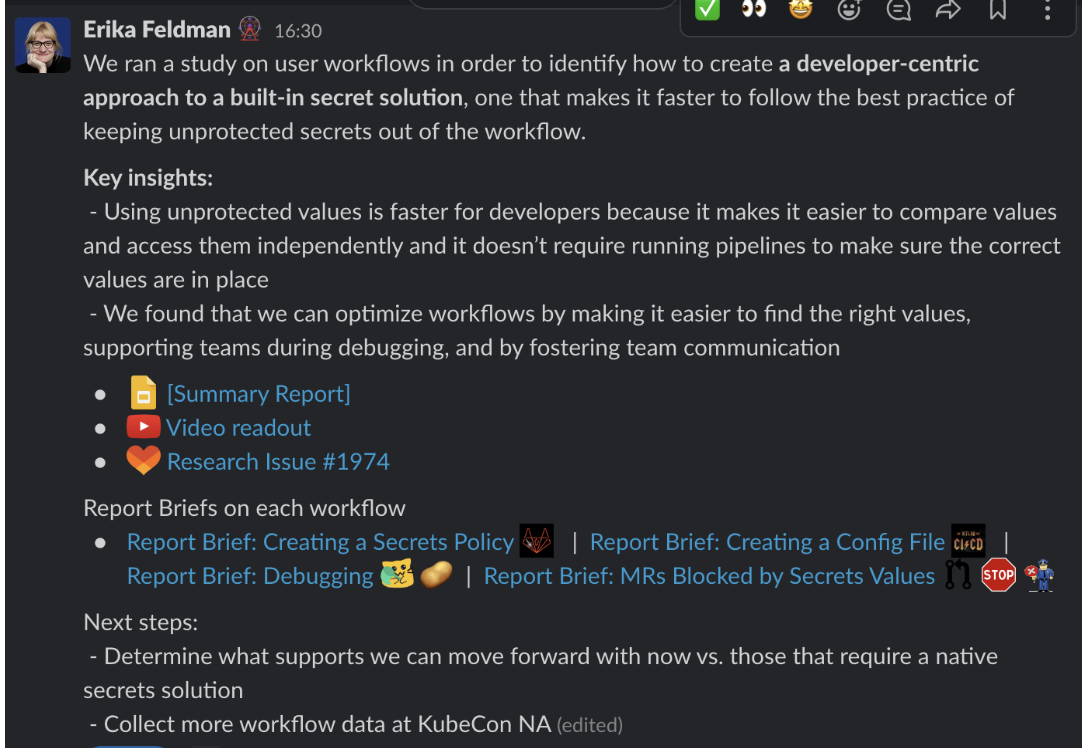 Erika Feldman 16:30
We ran a study on user workflows in order to identify how to create a developer-centric
approach to a built-in secret solution, one that makes it faster to follow the best practice of
keeping unprotected secrets out of the workflow.
Key insights:
- Using unprotected values is faster for developers because it makes it easier to compare values
and access them independently and it doesn’t require running pipelines to make sure the correct
values are in place
- We found that we can optimize workflows by making it easier to find the right values,
supporting teams during debugging, and by fostering team communication
● [Summary Report]
● Video readout
● Research Issue #1974
Report Briefs on each workflow
● Report Brief: Creating a Secrets Policy | Report Brief: Creating a Config File CI⚡CD |
Report Brief: Debugging | Report Brief: MRs Blocked by Secrets Values STOP
Next steps:
- Determine what supports we can move forward with now vs. those that require a native
secrets solution
- Collect more workflow data at KubeCon NA (edited)